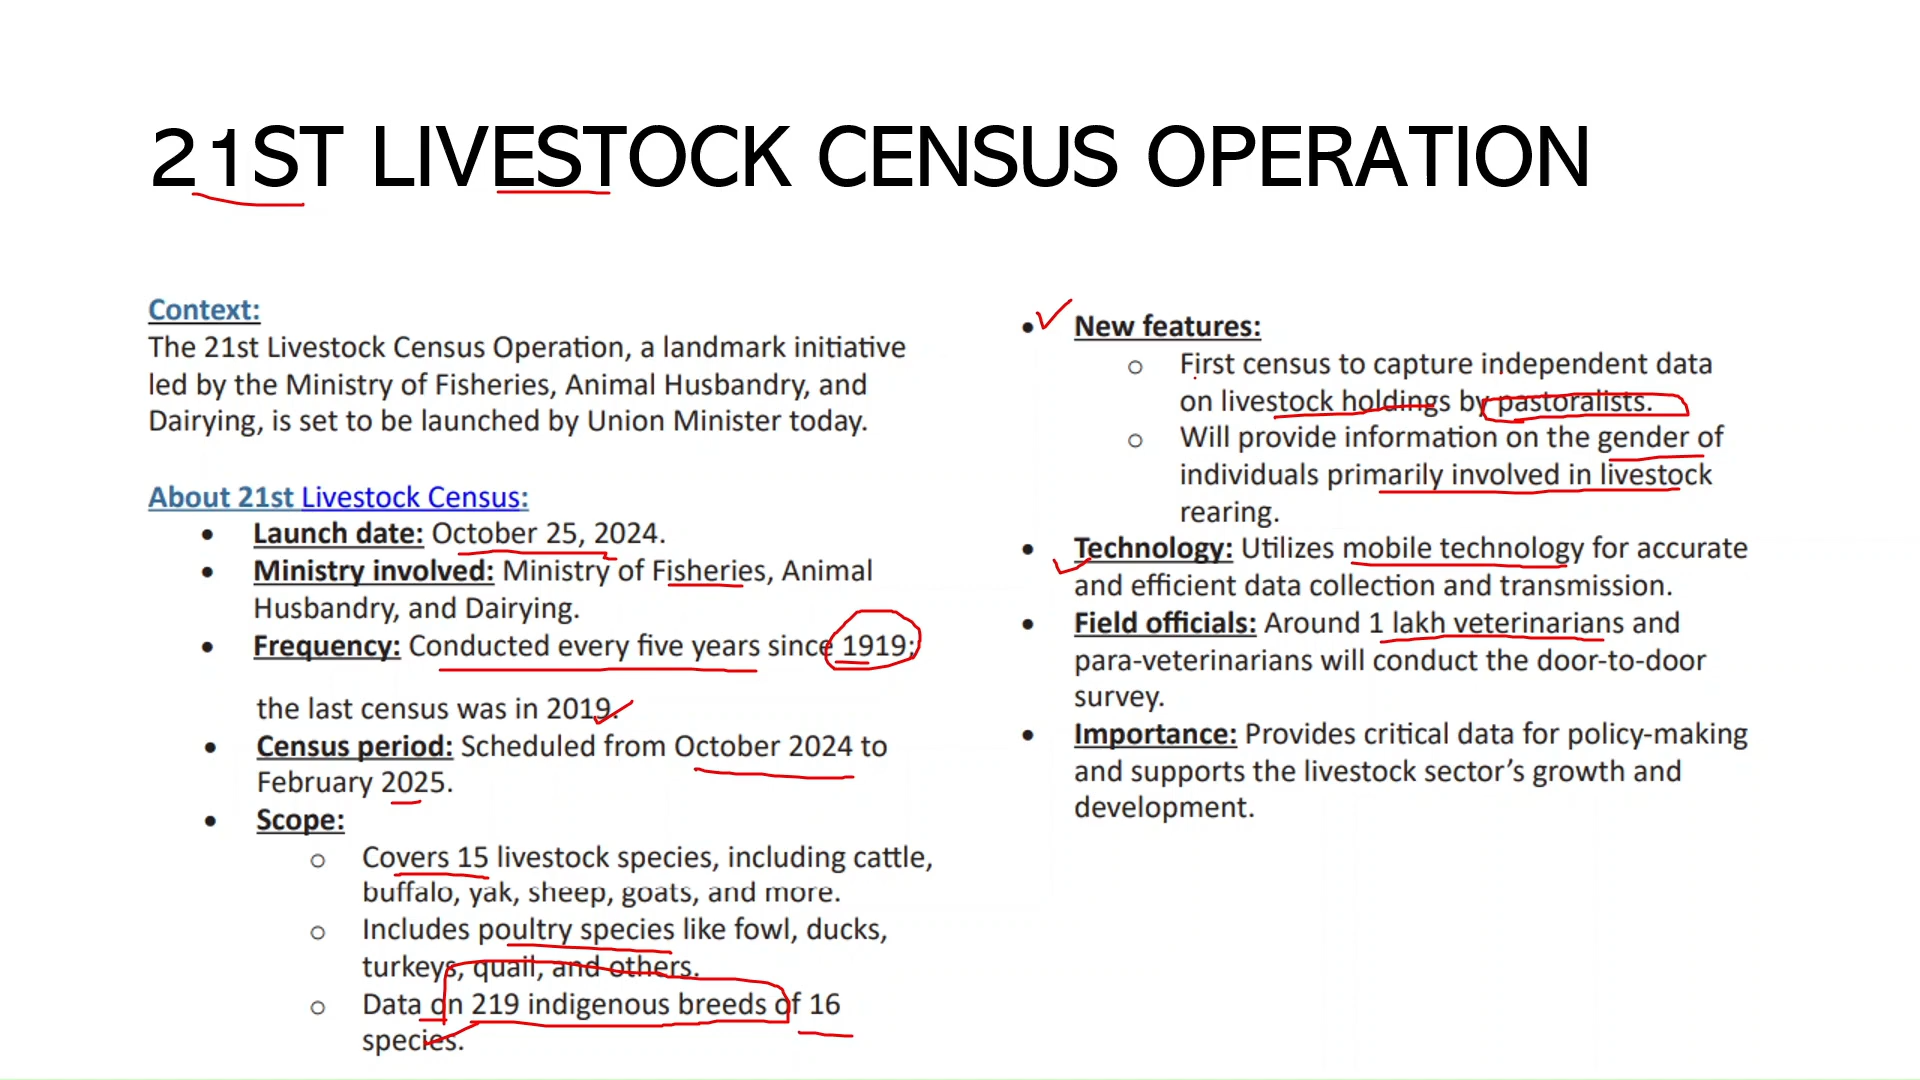 21ST LIVESTOCK CENSUS OPERATION
Context:
The 21st Livestock Census Operation, a landmark initiative
led by the Ministry of Fisheries, Animal Husbandry, and
Dairying, is set to be launched by Union Minister today.
About 21st Livestock Census:
• Launch date: October 25, 2024.
• Ministry involved: Ministry of Fisheries, Animal
Husbandry, and Dairying.
• Frequency: Conducted every five years since 1919;
the last census was in 2019.
• Census period: Scheduled from October 2024 to
February 2025.
• Scope:
o Covers 15 livestock species, including cattle,
buffalo, yak, sheep, goats, and more.
o Includes poultry species like fowl, ducks,
turkeys, quail, and others.
o Data on 219 indigenous breeds of 16
species.
• New features:
o First census to capture independent data
on livestock holdings by pastoralists.
o Will provide information on the gender of
individuals primarily involved in livestock
rearing.
• Technology: Utilizes mobile technology for accurate
and efficient data collection and transmission.
• Field officials: Around 1 lakh veterinarians and
para-veterinarians will conduct the door-to-door
survey.
• Importance: Provides critical data for policy-making
and supports the livestock sector’s growth and
development.